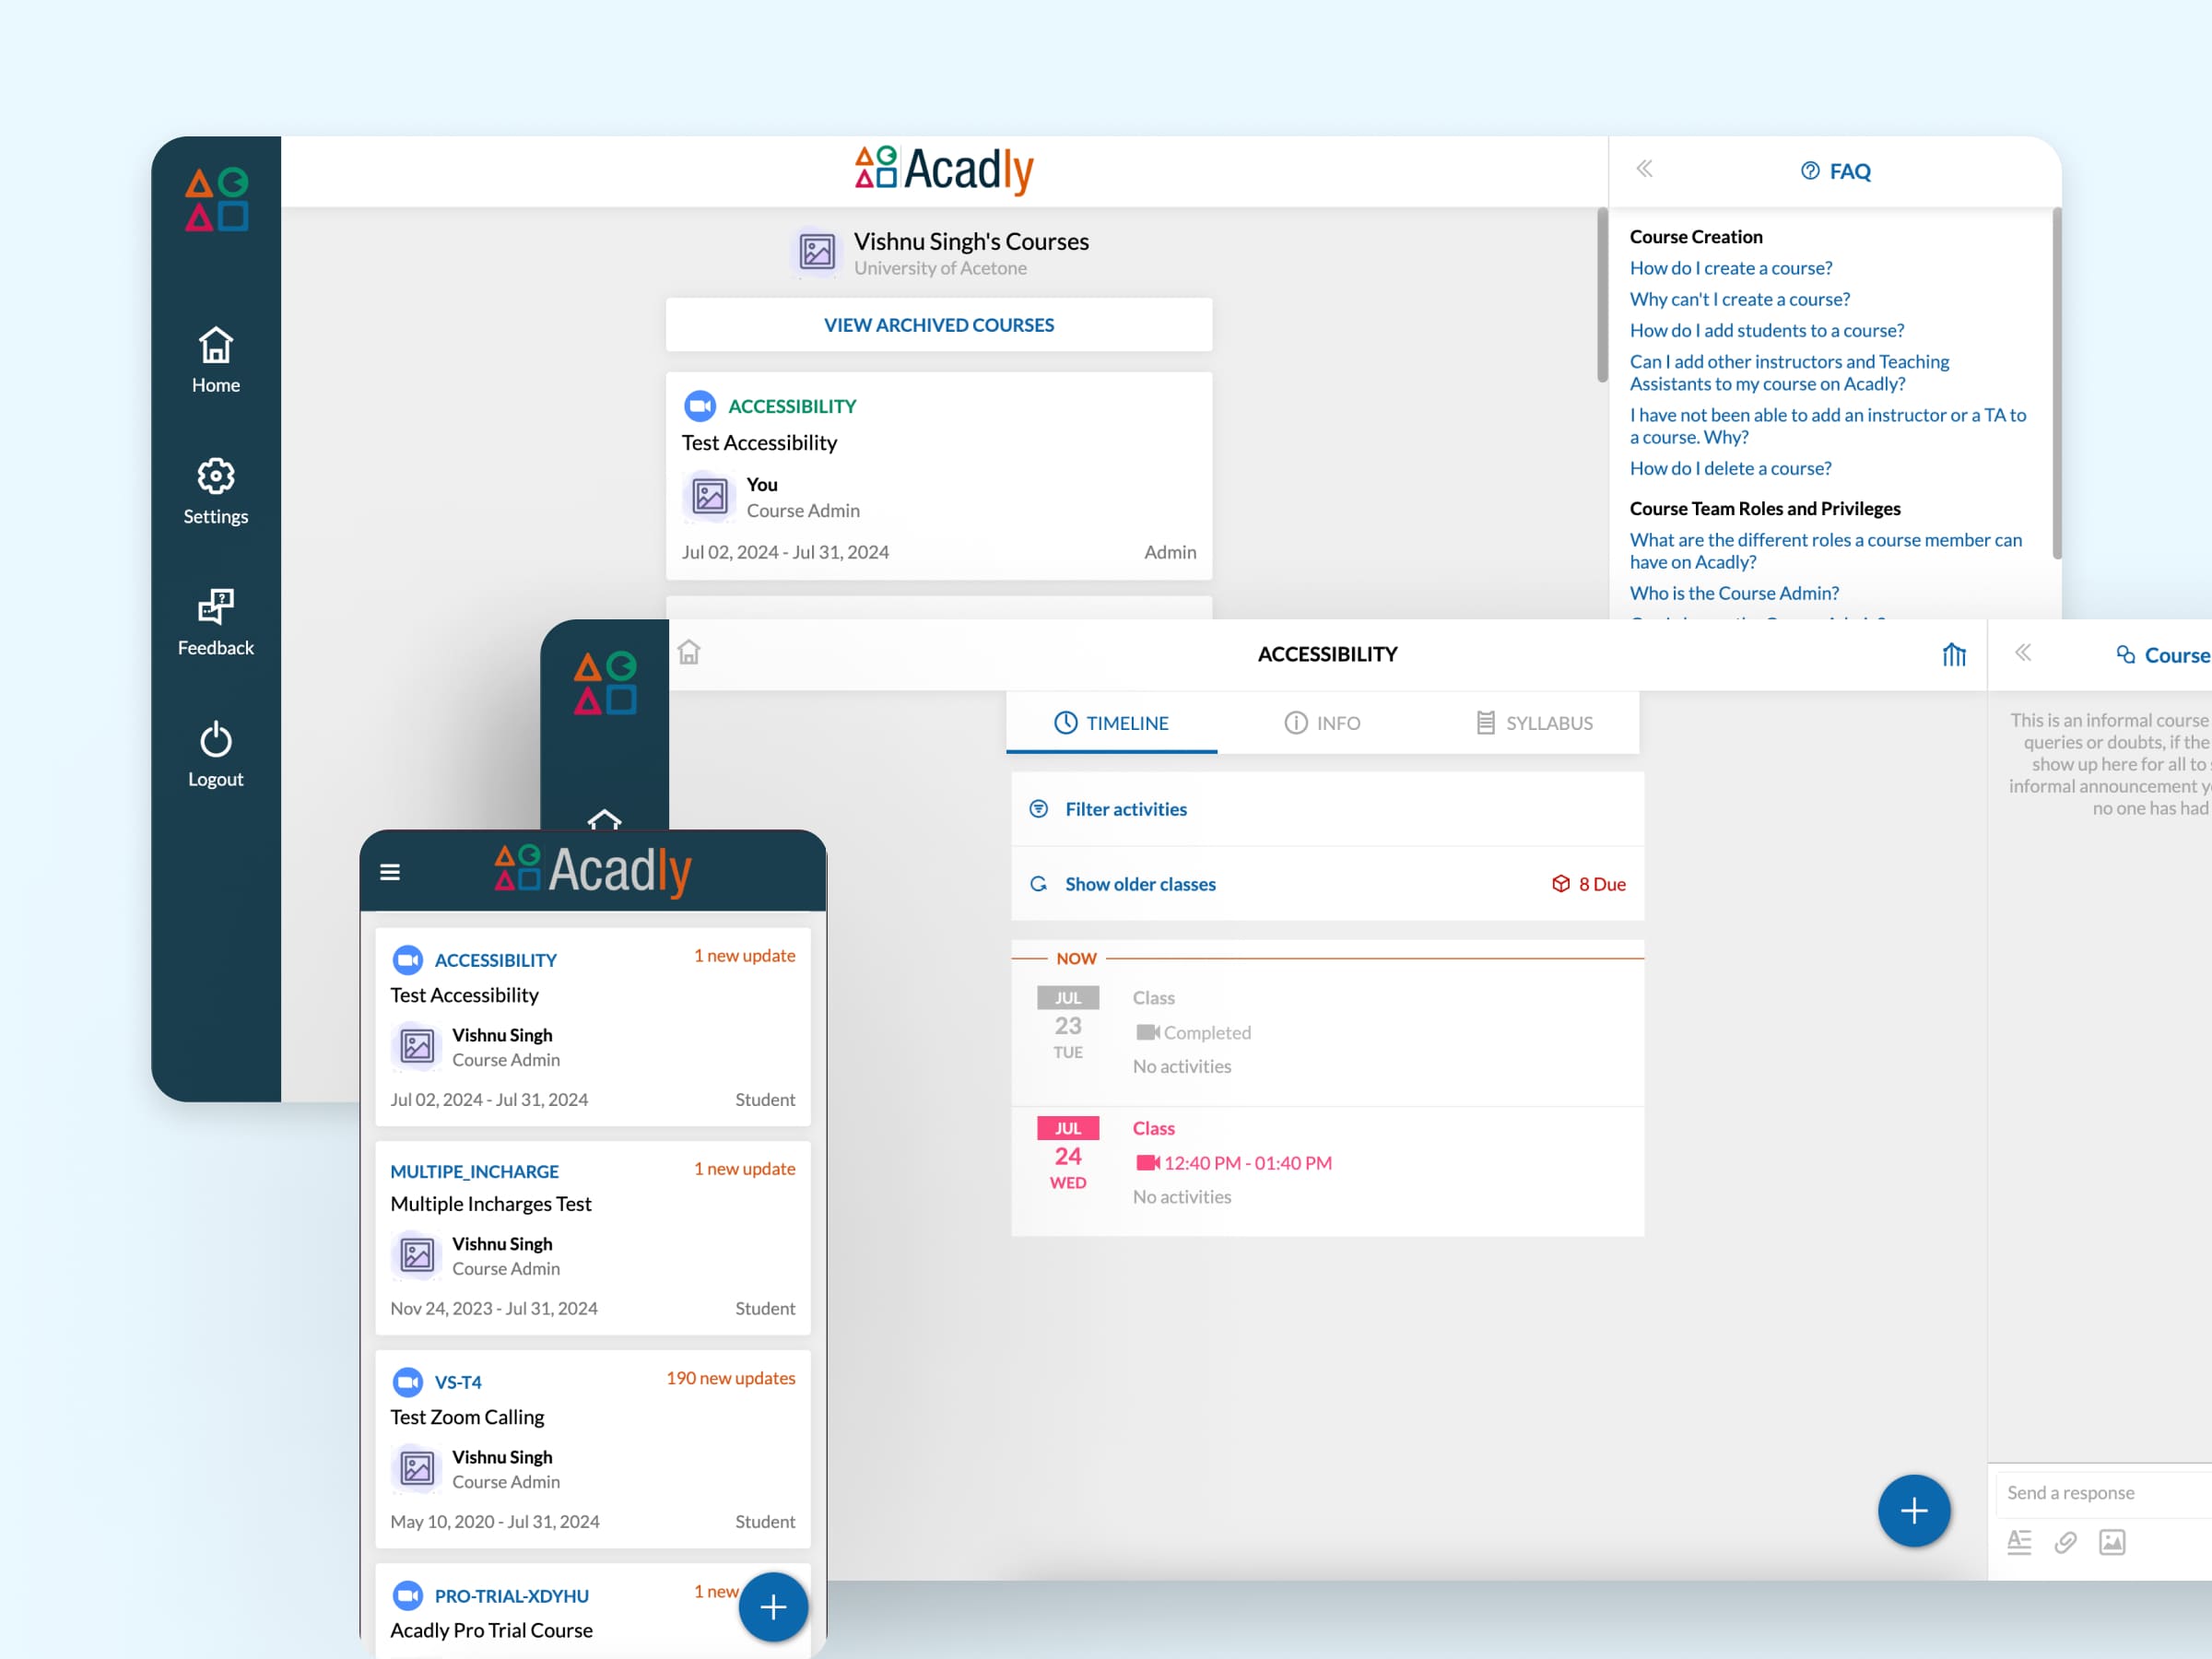 Acadly
FAQ
Home
Settings
Feedback
Logout
Vishnu Singh's Courses
University of Acetone
VIEW ARCHIVED COURSES
ACCESSIBILITY
Test Accessibility
You
Course Admin
Jul 02, 2024 - Jul 31, 2024
Admin
Course Creation
How do I create a course?
Why can't I create a course?
How do I add students to a course?
Can I add other instructors and Teaching
Assistants to my course on Acadly?
I have not been able to add an instructor or a TA to
a course. Why?
How do I delete a course?
Course Team Roles and Privileges
What are the different roles a course member can
have on Acadly?
Who is the Course Admin?
ACCESSIBILITY
Course
TIMELINE
INFO
SYLLABUS
Filter activities
Show older classes
8 Due
NOW
JUL
23
TUE
Class
Completed
No activities
JUL
24
WED
Class
12:40 PM - 01:40 PM
No activities
This is an informal course
queries or doubts, if the
show up here for all to
informal announcement
no one has had
Send a response
Acadly
ACCESSIBILITY
1 new update
Test Accessibility
Vishnu Singh
Course Admin
Jul 02, 2024 - Jul 31, 2024
Student
MULTIPE_INCHARGE
1 new update
Multiple Incharges Test
Vishnu Singh
Course Admin
Nov 24, 2023 - Jul 31, 2024
Student
VS-T4
190 new updates
Test Zoom Calling
Vishnu Singh
Course Admin
May 10, 2020 - Jul 31, 2024
Student
PRO-TRIAL-XDYHU
1 new
Acadly Pro Trial Course